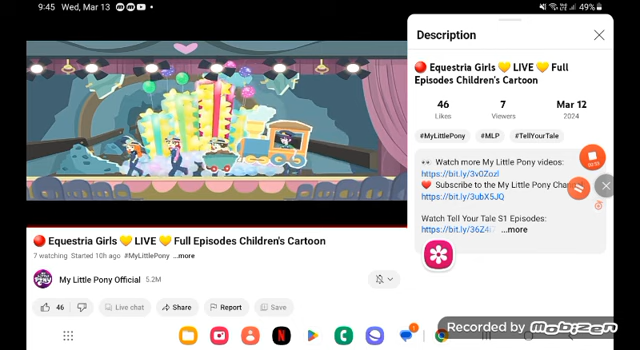 9:45 Wed, Mar 13
49%
Description
🔴 Equestria Girls 💛 LIVE 💛 Full
Episodes Children's Cartoon
46 7 Mar 12
Likes Viewers 2024
#MyLittlePony #MLP #TellYourTale
👀 Watch more My Little Pony videos:
https://bit.ly/3v0Zozl
❤️ Subscribe to the My Little Pony
https://bit.ly/3ubX5JQ
Watch Tell Your Tale S1 Episodes:
...more
🔴 Equestria Girls 💛 LIVE 💛 Full Episodes Children's Cartoon
7 watching Started 10h ago #MyLittlePony ...more
My Little Pony Official 5.2M
46 Live chat Share Report Save
Recorded by Mobizen